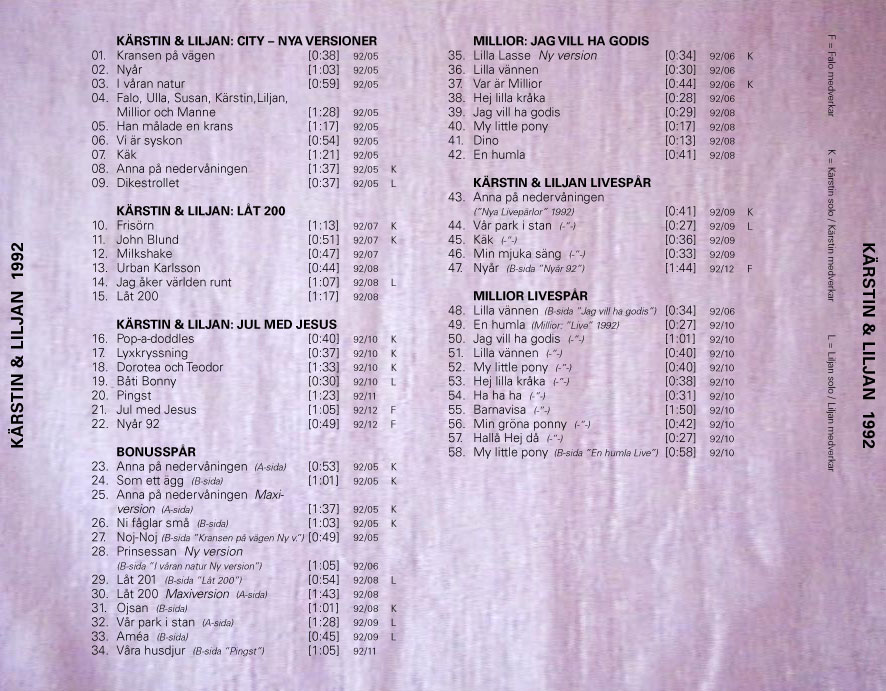 KÄRSTIN & LILJAN 1992
KÄRSTIN & LILJAN: CITY – NYA VERSIONER
01. Kransen på vägen [0:38] 92/05
02. Nyår [1:03] 92/05
03. I våran natur [0:59] 92/05
04. Falo, Ulla, Susan, Kärstin,Liljan,
Millior och Manne [1:28] 92/05
05. Han målade en krans [1:17] 92/05
06. Vi är syskon [0:54] 92/05
07. Käk [1:21] 92/05
08. Anna på nedervåningen [1:37] 92/05 K
09. Dikestrollet [0:37] 92/05 L
KÄRSTIN & LILJAN: LÅT 200
10. Frisörn [1:13] 92/07 K
11. John Blund [0:51] 92/07 K
12. Milkshake [0:47] 92/07
13. Urban Karlsson [0:44] 92/08
14. Jag åker världen runt [1:07] 92/08 L
15. Låt 200 [1:17] 92/08
KÄRSTIN & LILJAN: JUL MED JESUS
16. Pop-a-doddles [0:40] 92/10 K
17. Lyxkryssning [0:37] 92/10 K
18. Dorotea och Teodor [1:33] 92/10 K
19. Båti Bonny [0:30] 92/10 L
20. Pingst [1:23] 92/11
21. Jul med Jesus [1:05] 92/12 F
22. Nyår 92 [0:49] 92/12 F
BONUSSPÅR
23. Anna på nedervåningen (A-sida) [0:53] 92/05 K
24. Som ett ägg (B-sida) [1:01] 92/05 K
25. Anna på nedervåningen Maxi-
version (A-sida) [1:37] 92/05 K
26. Ni fåglar små (B-sida) [1:03] 92/05 K
27. Noj-Noj (B-sida "Kransen på vägen Ny v.") [0:49] 92/05
28. Prinsessan Ny version
(B-sida "I våran natur Ny version") [1:05] 92/06
29. Låt 201 (B-sida "Låt 200") [0:54] 92/08 L
30. Låt 200 Maxiversion (A-sida) [1:43] 92/08
31. Ojsan (B-sida) [1:01] 92/08 K
32. Vår park i stan (A-sida) [1:28] 92/09 L
33. Améa (B-sida) [0:45] 92/09 L
34. Våra husdjur (B-sida "Pingst") [1:05] 92/11
MILLIOR: JAG VILL HA GODIS
35. Lilla Lasse Ny version [0:34] 92/06 K
36. Lilla vännen [0:30] 92/06
37. Var är Millior [0:44] 92/06 K
38. Hej lilla kråka [0:28] 92/06
39. Jag vill ha godis [0:29] 92/08
40. My little pony [0:17] 92/08
41. Dino [0:13] 92/08
42. En humla [0:41] 92/08
KÄRSTIN & LILJAN LIVESPÅR
43. Anna på nedervåningen
("Nya Livepärlor" 1992) [0:41] 92/09 K
44. Vår park i stan (-"-) [0:27] 92/09 L
45. Käk (-"-) [0:36] 92/09
46. Min mjuka säng (-"-) [0:33] 92/09
47. Nyår (B-sida "Nyår 92") [1:44] 92/12 F
MILLIOR LIVESPÅR
48. Lilla vännen (B-sida "Jag vill ha godis") [0:34] 92/06
49. En humla (Millior: "Live" 1992) [0:27] 92/10
50. Jag vill ha godis (-"-) [1:01] 92/10
51. Lilla vännen (-"-) [0:40] 92/10
52. My little pony (-"-) [0:40] 92/10
53. Hej lilla kråka (-"-) [0:38] 92/10
54. Ha ha ha (-"-) [0:31] 92/10
55. Barnavisa (-"-) [1:50] 92/10
56. Min gröna ponny (-"-) [0:42] 92/10
57. Hallå Hej då (-"-) [0:27] 92/10
58. My little pony (B-sida "En humla Live") [0:58] 92/10
F = Falo medverkar K = Kärstin solo / Kärstin medverkar L = Liljan solo / Liljan medverkar
KÄRSTIN & LILJAN 1992